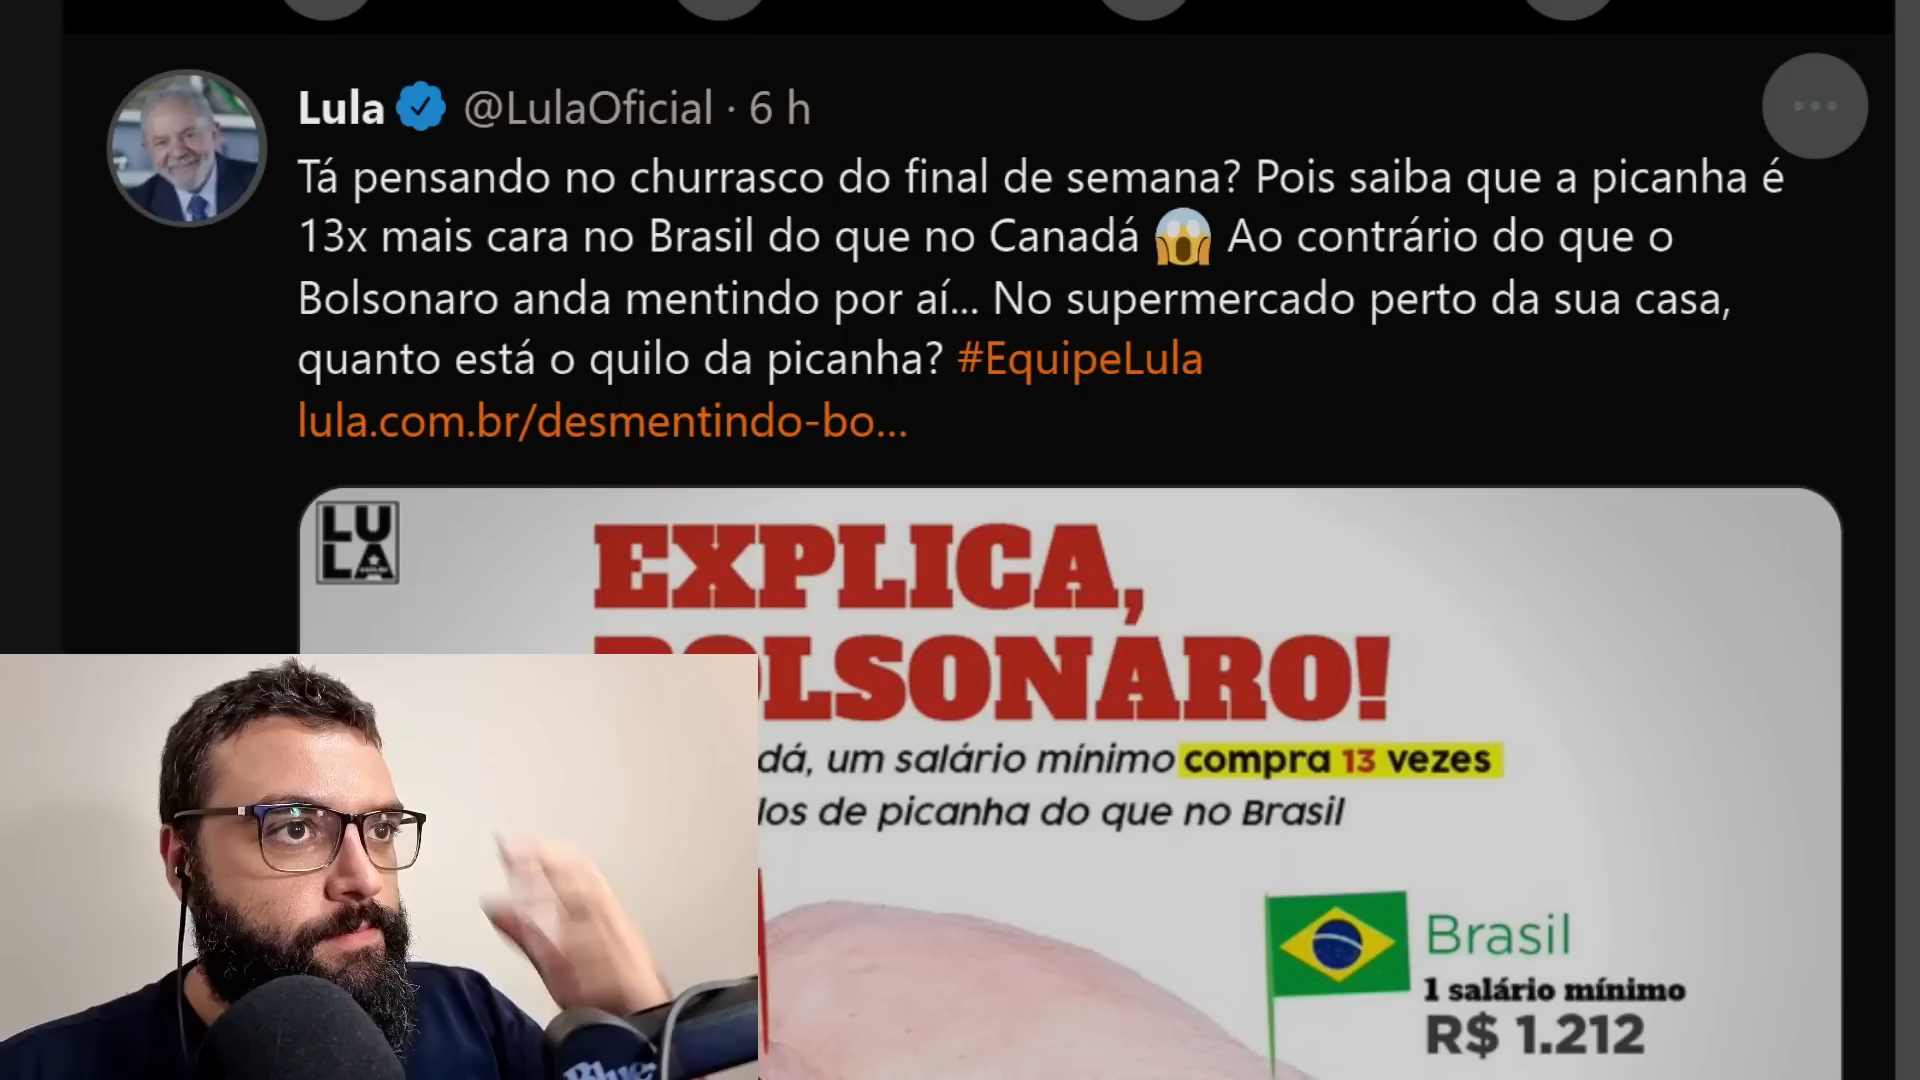 Lula @LulaOficial · 6 h
Tá pensando no churrasco do final de semana? Pois saiba que a picanha é
13x mais cara no Brasil do que no Canadá 😱 Ao contrário do que o
Bolsonaro anda mentindo por aí... No supermercado perto da sua casa,
quanto está o quilo da picanha? #EquipeLula
lula.com.br/desmentindo-bo...
LU
LA
EXPLICA,
BOLSONARO!
dá, um salário mínimo compra 13 vezes
los de picanha do que no Brasil
Brasil
1 salário mínimo
R$ 1.212
Blue